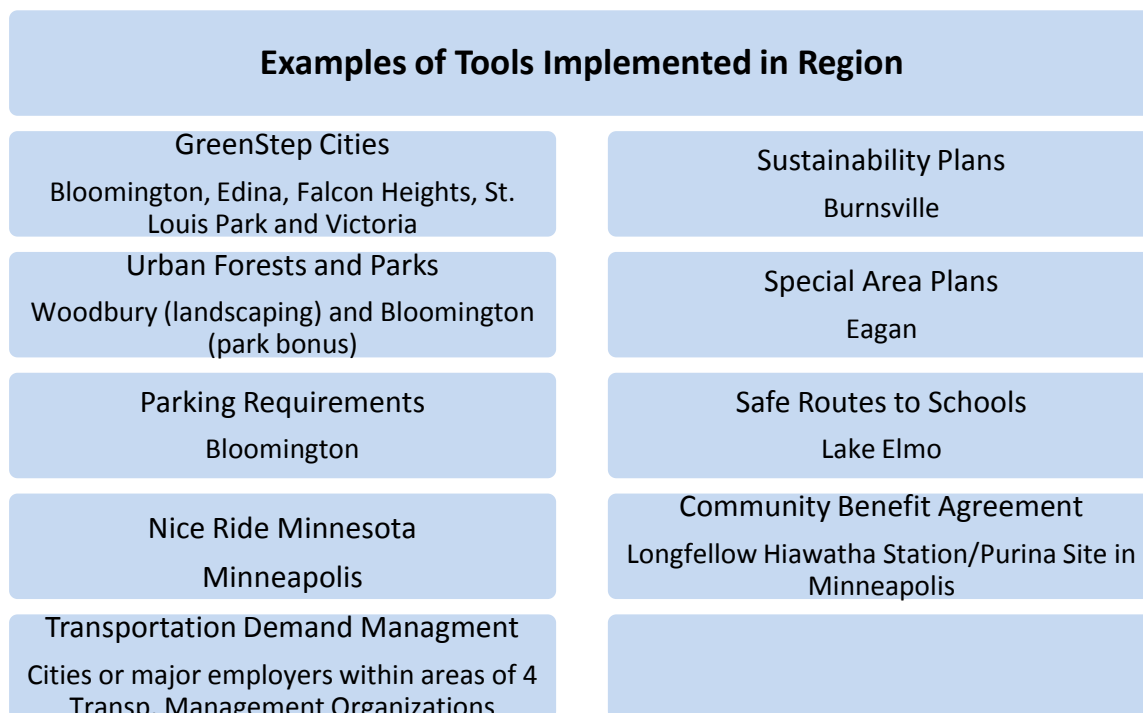 Examples of Tools Implemented in Region
GreenStep Cities
Bloomington, Edina, Falcon Heights, St.
Louis Park and Victoria
Sustainability Plans
Burnsville
Urban Forests and Parks
Woodbury (landscaping) and Bloomington
(park bonus)
Special Area Plans
Eagan
Parking Requirements
Bloomington
Safe Routes to Schools
Lake Elmo
Nice Ride Minnesota
Minneapolis
Community Benefit Agreement
Longfellow Hiawatha Station/Purina Site in
Minneapolis
Transportation Demand Managment
Cities or major employers within areas of 4
Transp. Management Organizations